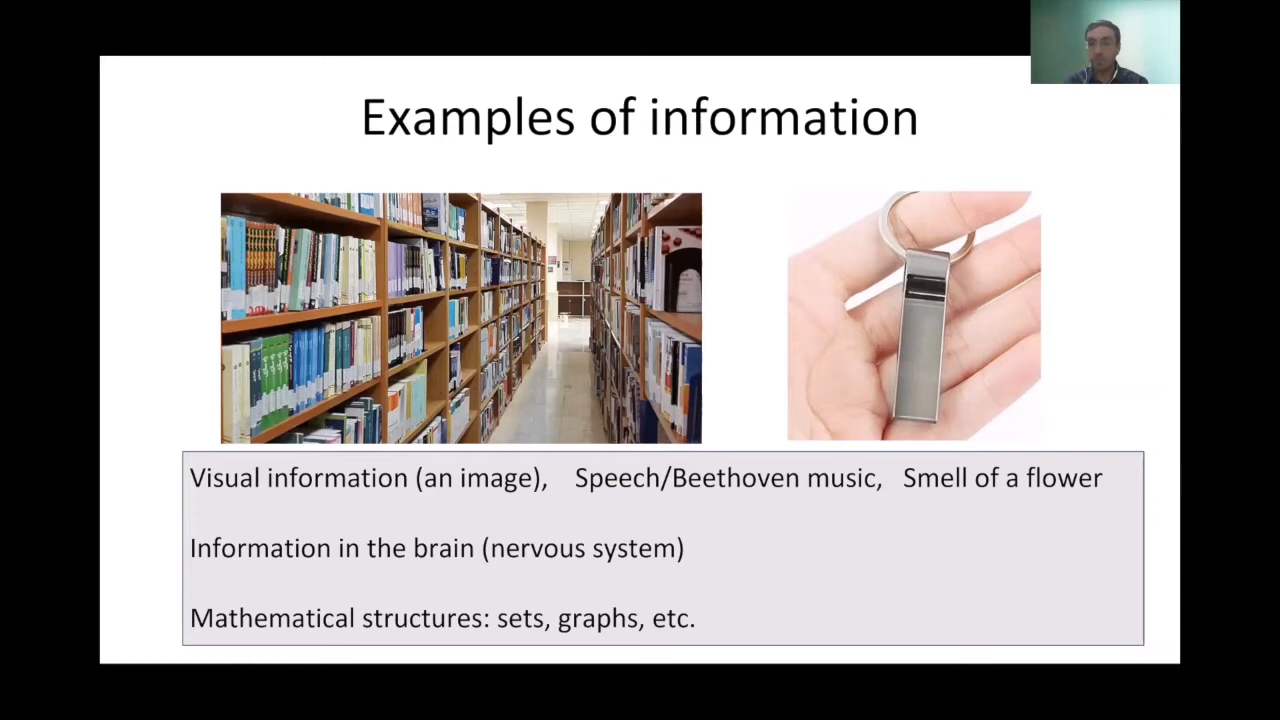 Examples of information
Visual information (an image), Speech/Beethoven music, Smell of a flower
Information in the brain (nervous system)
Mathematical structures: sets, graphs, etc.